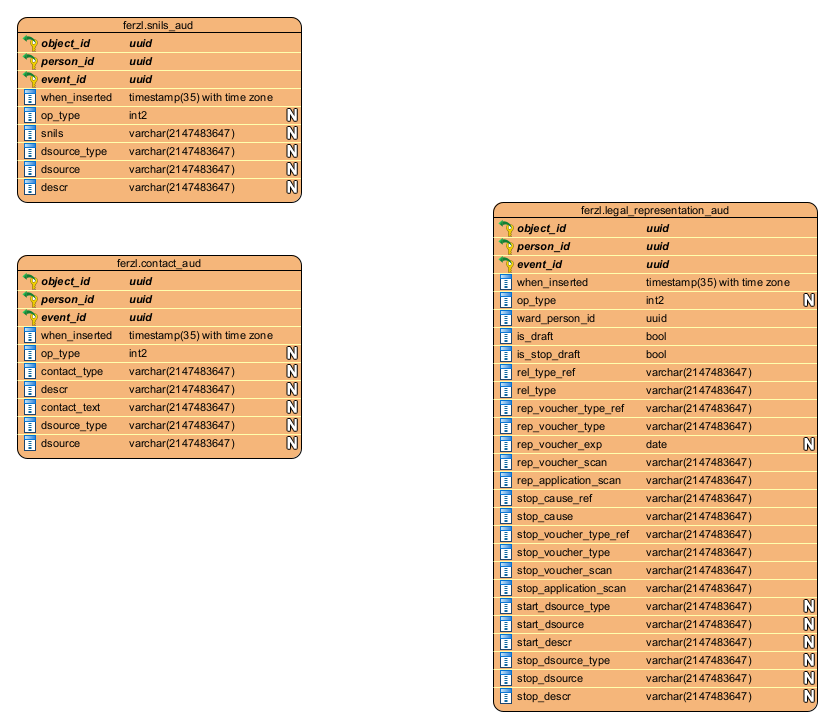 ferzl.snils_aud
object_id uuid
person_id uuid
event_id uuid
when_inserted timestamp(35) with time zone
op_type int2 N
snils varchar(2147483647) N
dsource_type varchar(2147483647) N
dsource varchar(2147483647) N
descr varchar(2147483647) N
ferzl.contact_aud
object_id uuid
person_id uuid
event_id uuid
when_inserted timestamp(35) with time zone
op_type int2 N
contact_type varchar(2147483647) N
descr varchar(2147483647) N
contact_text varchar(2147483647) N
dsource_type varchar(2147483647) N
dsource varchar(2147483647) N
ferzl.legal_representation_aud
object_id uuid
person_id uuid
event_id uuid
when_inserted timestamp(35) with time zone
op_type int2 N
ward_person_id uuid
is_draft bool
is_stop_draft bool
rel_type_ref varchar(2147483647)
rel_type varchar(2147483647)
rep_voucher_type_ref varchar(2147483647)
rep_voucher_type varchar(2147483647)
rep_voucher_exp date N
rep_voucher_scan varchar(2147483647)
rep_application_scan varchar(2147483647)
stop_cause_ref varchar(2147483647)
stop_cause varchar(2147483647)
stop_voucher_type_ref varchar(2147483647)
stop_voucher_type varchar(2147483647)
stop_voucher_scan varchar(2147483647)
stop_application_scan varchar(2147483647)
start_dsource_type varchar(2147483647) N
start_dsource varchar(2147483647) N
start_descr varchar(2147483647) N
stop_dsource_type varchar(2147483647) N
stop_dsource varchar(2147483647) N
stop_descr varchar(2147483647) N